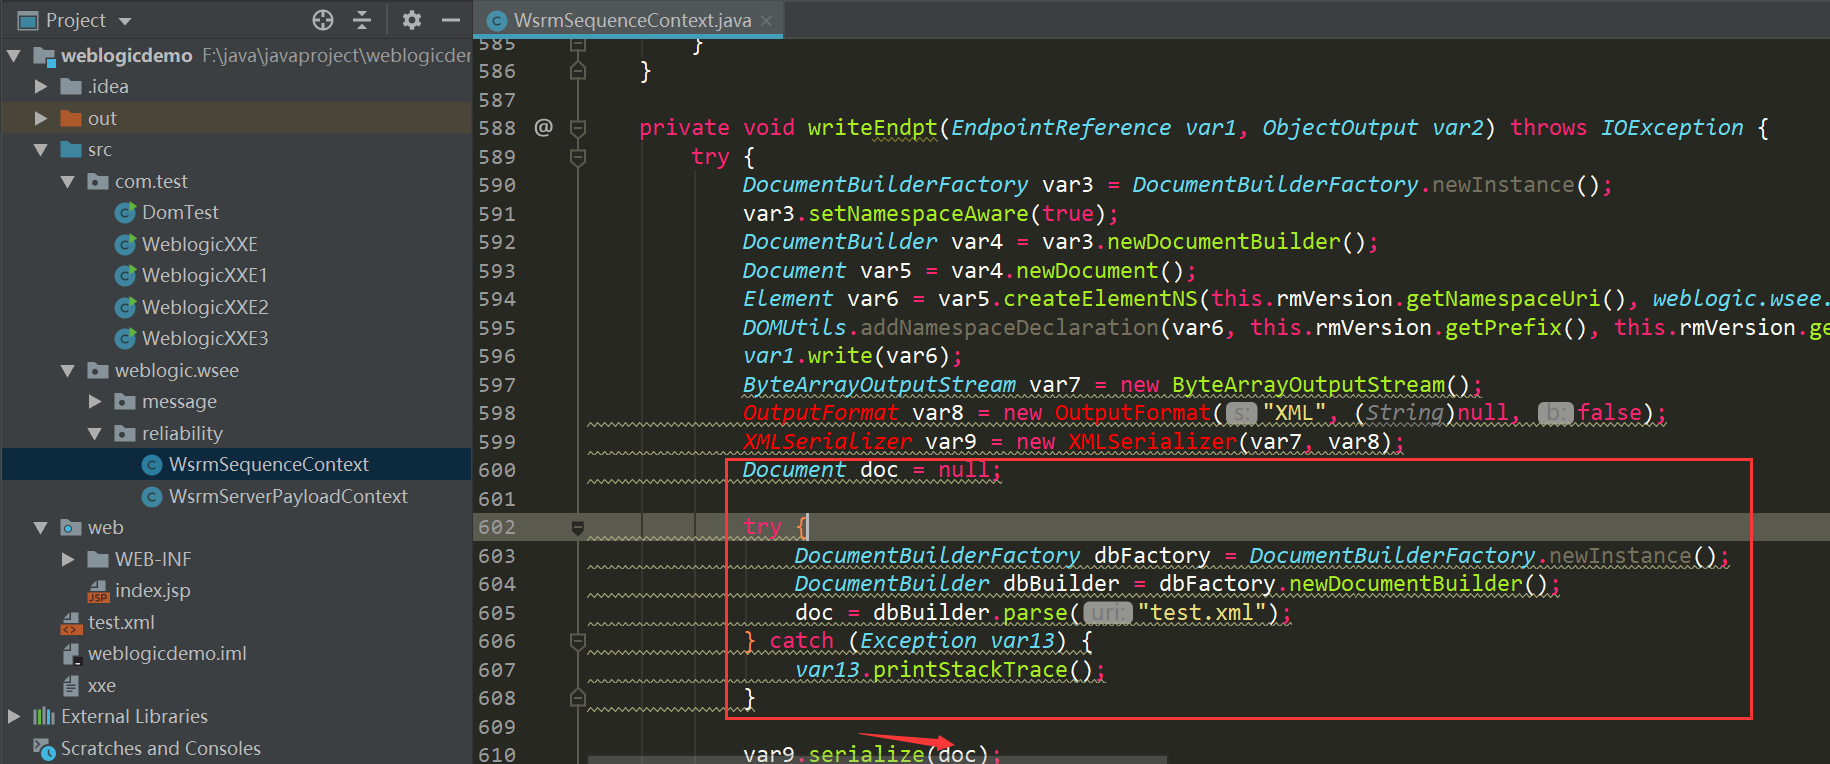 Project
weblogicdemo F:\java\javaproject\weblogicder
.idea
out
src
com.test
DomTest
WeblogicXXE
WeblogicXXE1
WeblogicXXE2
WeblogicXXE3
weblogic.wsee
message
reliability
WsrmSequenceContext
WsrmServerPayloadContext
web
WEB-INF
index.jsp
test.xml
weblogicdemo.iml
xxe
External Libraries
Scratches and Consoles
WsrmSequenceContext.java
585 }
586 }
587
588 @ private void writeEndpt(EndpointReference var1, ObjectOutput var2) throws IOException {
589 try {
590 DocumentBuilderFactory var3 = DocumentBuilderFactory.newInstance();
591 var3.setNamespaceAware(true);
592 DocumentBuilder var4 = var3.newDocumentBuilder();
593 Document var5 = var4.newDocument();
594 Element var6 = var5.createElementNS(this.rmVersion.getNamespaceUri(), weblogic.wsee.
595 DOMUtils.addNamespaceDeclaration(var6, this.rmVersion.getPrefix(), this.rmVersion.ge
596 var1.write(var6);
597 ByteArrayOutputStream var7 = new ByteArrayOutputStream();
598 OutputFormat var8 = new OutputFormat( s: "XML", (String)null, b: false);
599 XMLSerializer var9 = new XMLSerializer(var7, var8);
600 Document doc = null;
601
602 try {
603 DocumentBuilderFactory dbFactory = DocumentBuilderFactory.newInstance();
604 DocumentBuilder dbBuilder = dbFactory.newDocumentBuilder();
605 doc = dbBuilder.parse( uri: "test.xml");
606 } catch (Exception var13) {
607 var13.printStackTrace();
608 }
609
610 var9.serialize(doc);